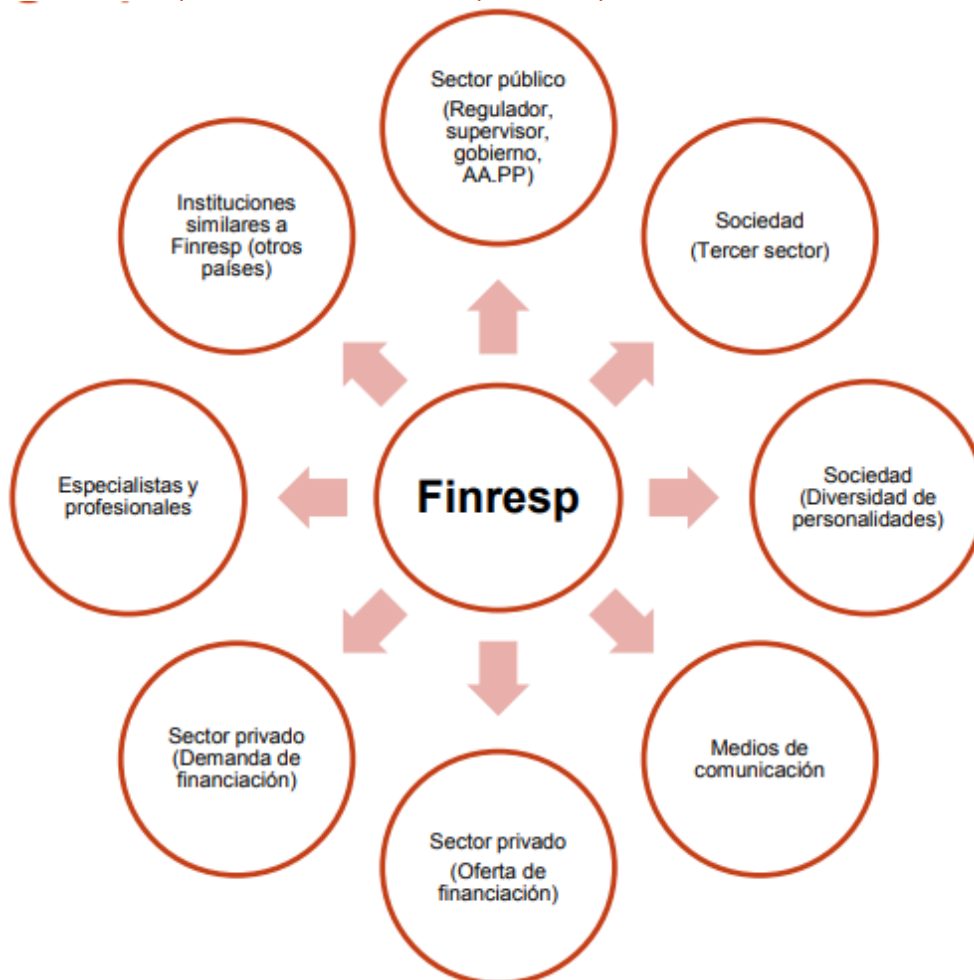 Sector público
(Regulador,
supervisor,
gobierno,
AA.PP)
Instituciones
similares a
Finresp (otros
países)
Sociedad
(Tercer sector)
Especialistas y
profesionales
Finresp
Sociedad
(Diversidad de
personalidades)
Sector privado
(Demanda de
financiación)
Medios de
comunicación
Sector privado
(Oferta de
financiación)